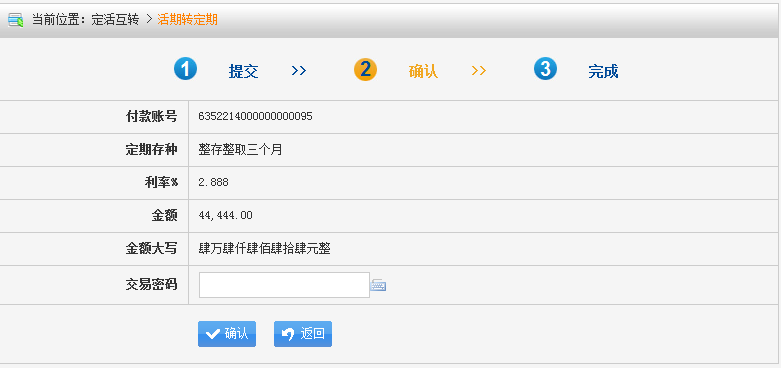 当前位置：定活互转 > 活期转定期
1 提交 >> 2 确认 >> 3 完成
付款账号 6352214000000000095
定期存种 整存整取三个月
利率% 2.888
金额 44,444.00
金额大写 肆万肆仟肆佰肆拾肆元整
交易密码
确认 返回